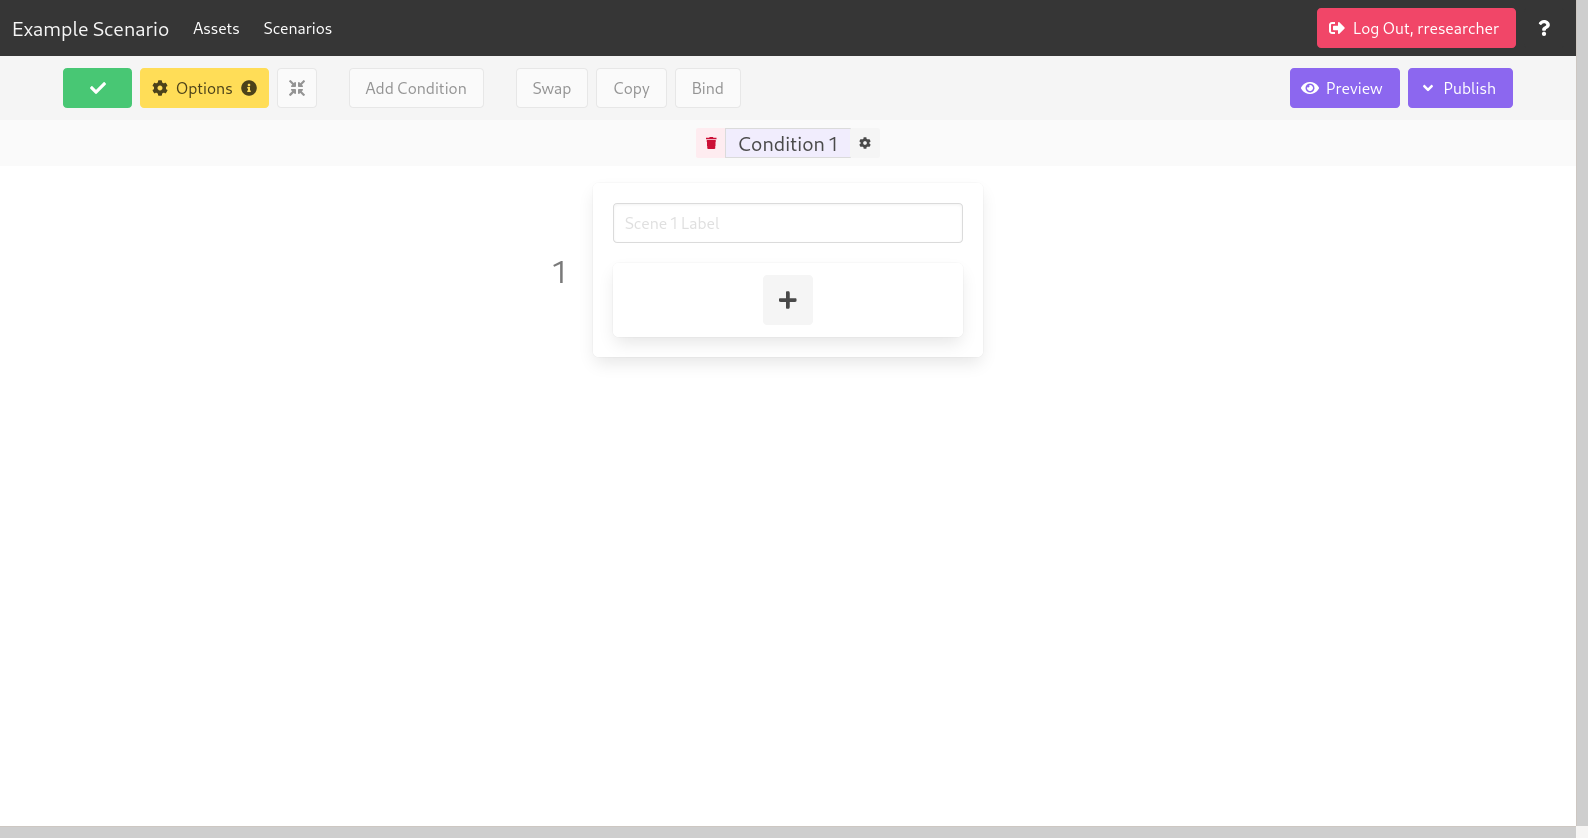 Example Scenario Assets Scenarios Log Out, rresearcher ?
Options Add Condition Swap Copy Bind Preview Publish
Condition 1
Scene 1 Label
1